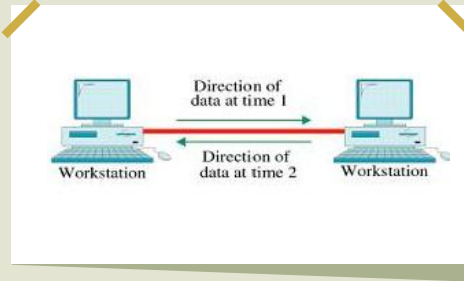 Direction of
data at time 1
Direction of
data at time 2
Workstation
Workstation